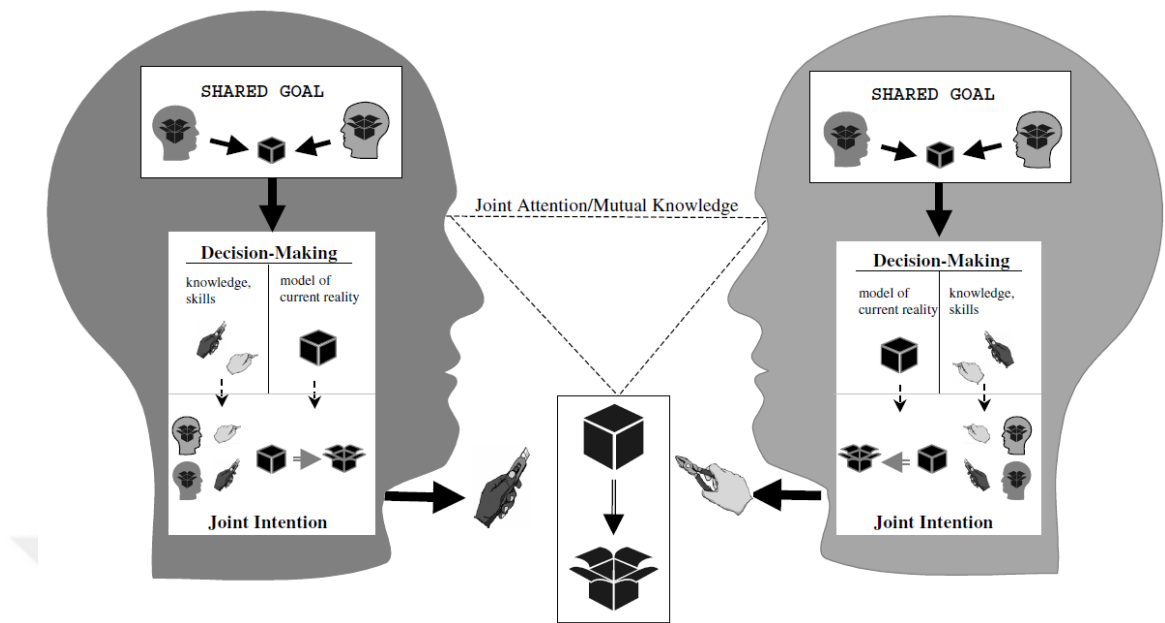 SHARED GOAL
Decision-Making
knowledge,
skills
model of
current reality
Joint Intention
Joint Attention/Mutual Knowledge
SHARED GOAL
Decision-Making
model of
current reality
knowledge,
skills
Joint Intention